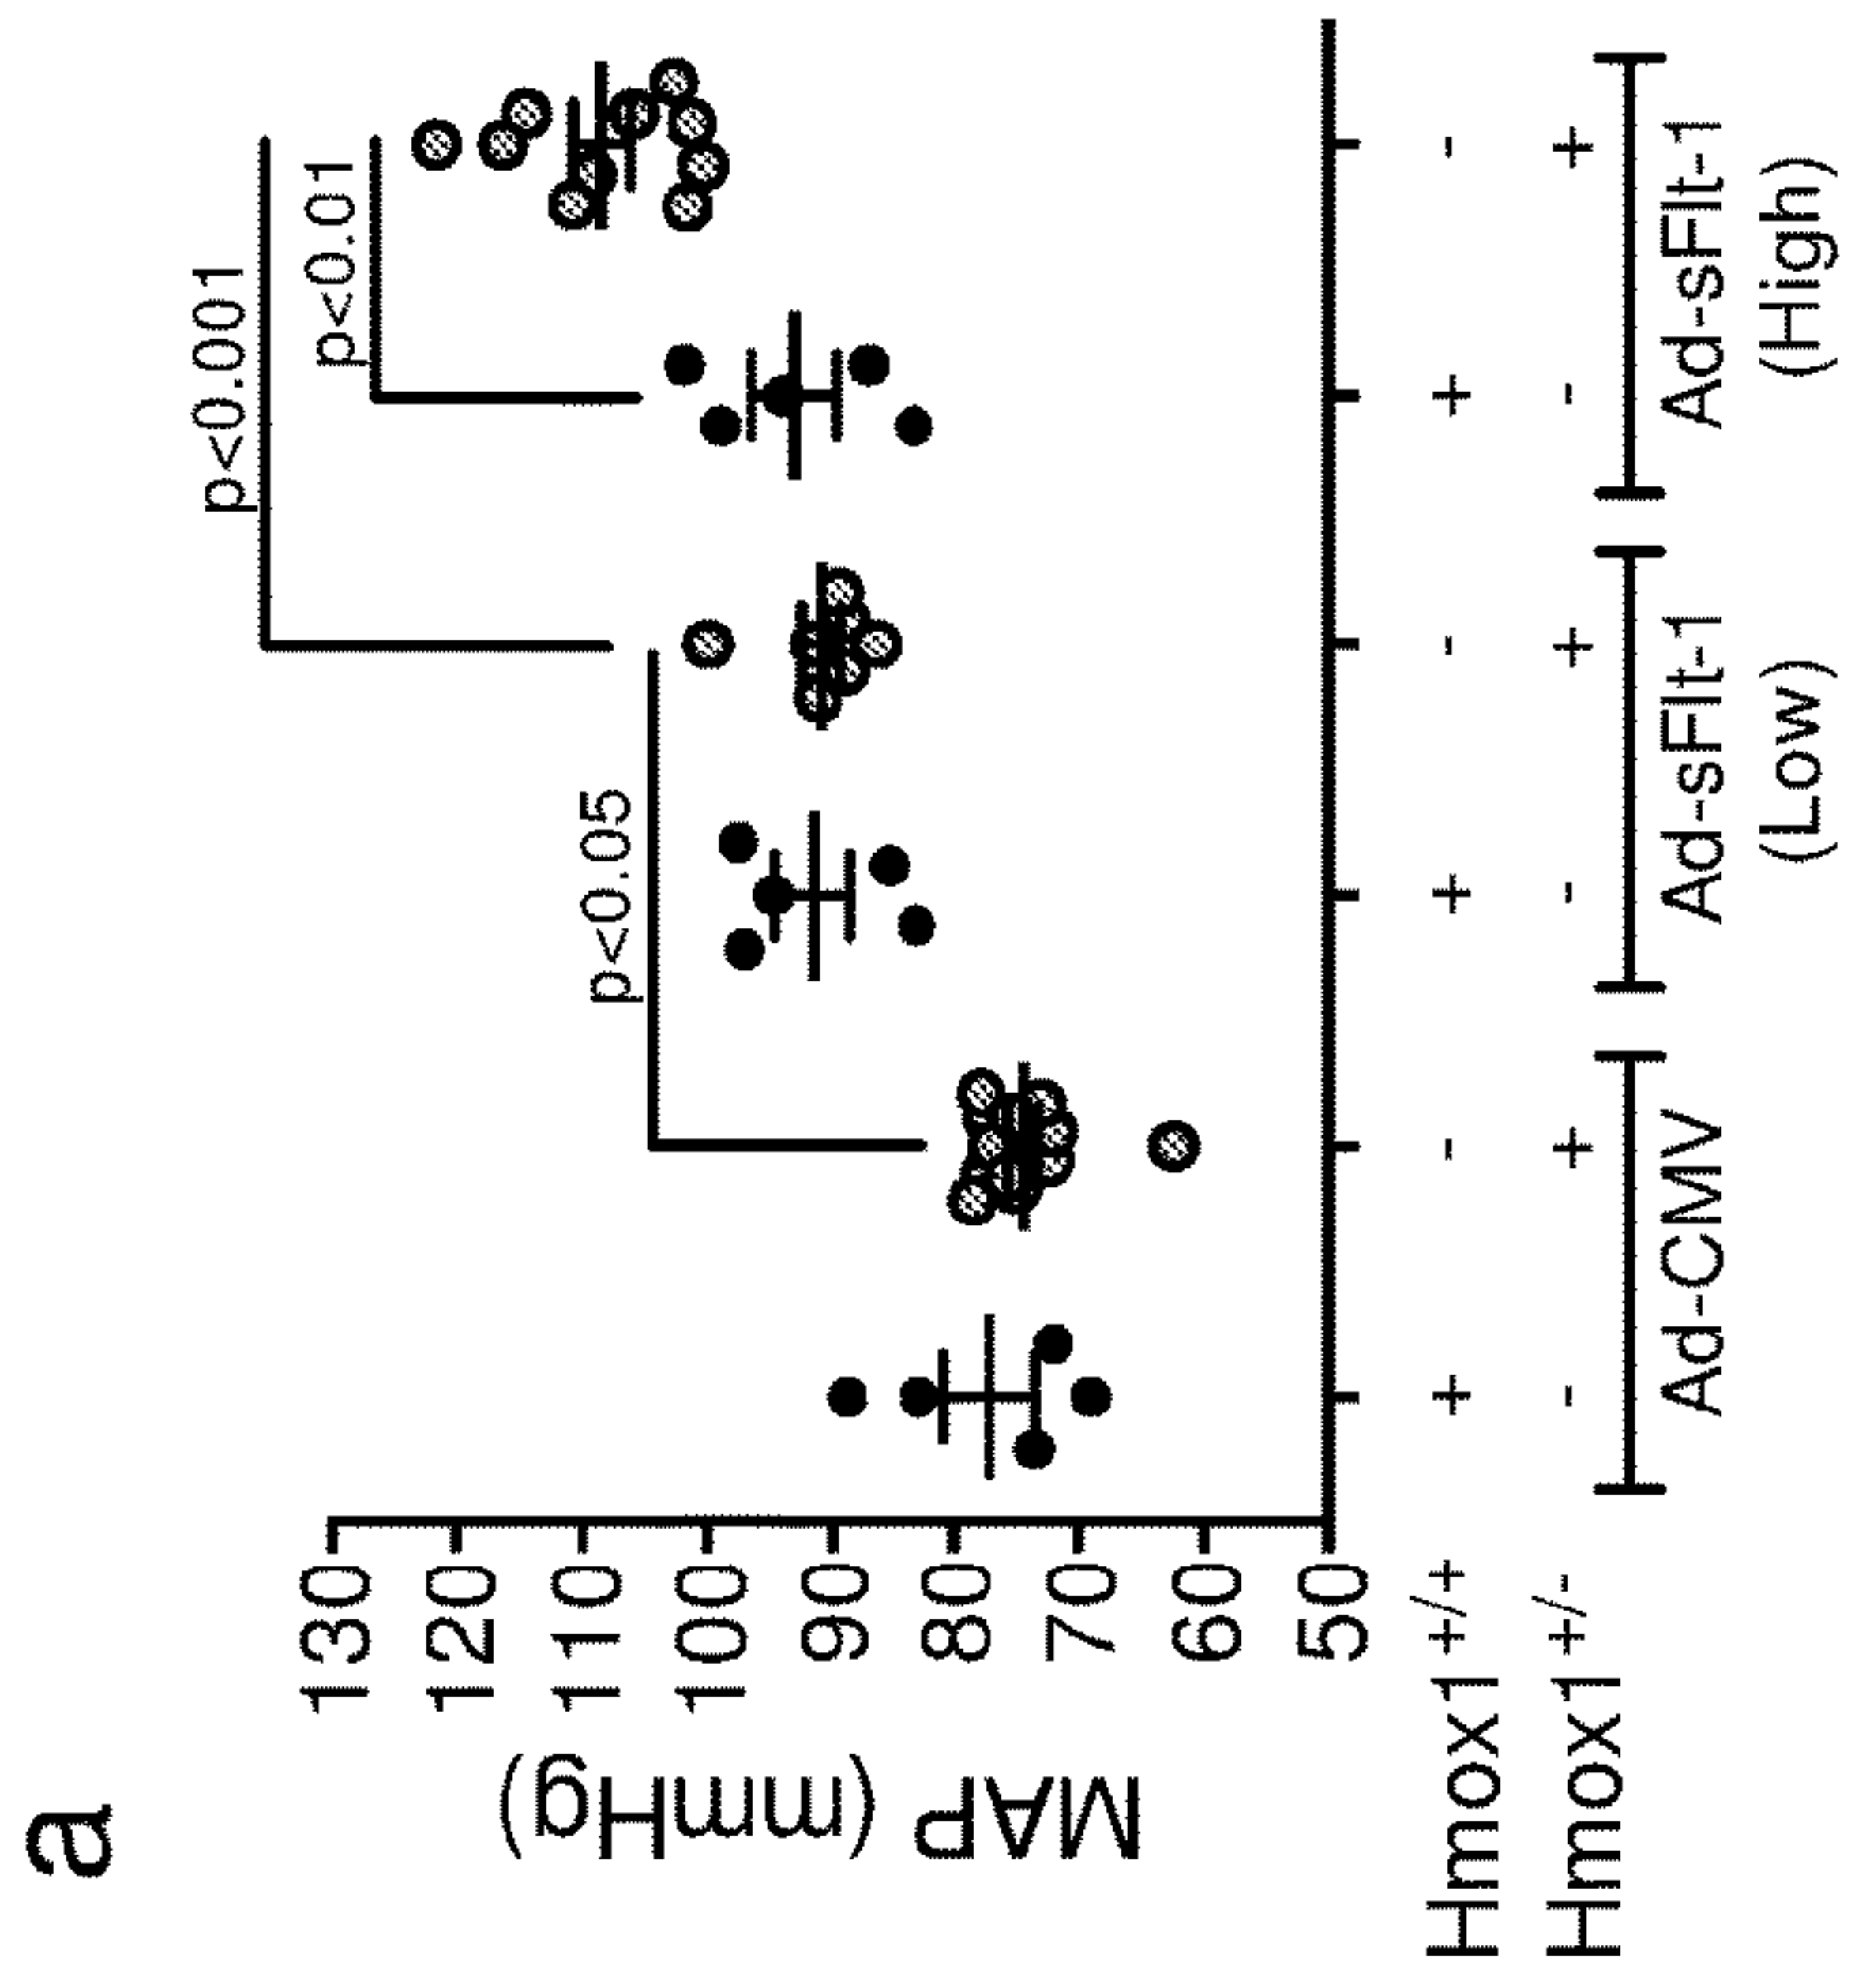 a
MAP (mmHg)
130
120
110
100
90
80
70
60
50
p<0.001
p<0.01
p<0.05
Hmox1 +/+ + - + - + -
Hmox1 +/- - + - + - +
Ad-CMV Ad-sFlt-1 Ad-sFlt-1
(Low) (High)